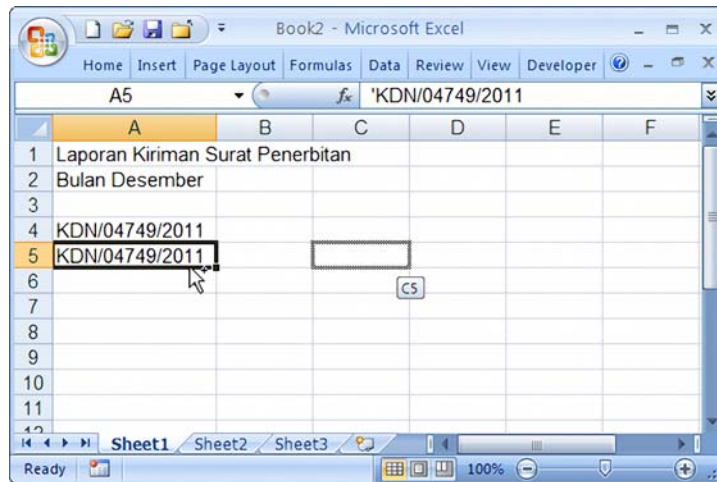 Book2 - Microsoft Excel
Home Insert Page Layout Formulas Data Review View Developer
A5 fx 'KDN/04749/2011
A B C D E F
1 Laporan Kiriman Surat Penerbitan
2 Bulan Desember
3
4 KDN/04749/2011
5 KDN/04749/2011
6 C5
7
8
9
10
11
12
Sheet1 Sheet2 Sheet3
Ready 100%